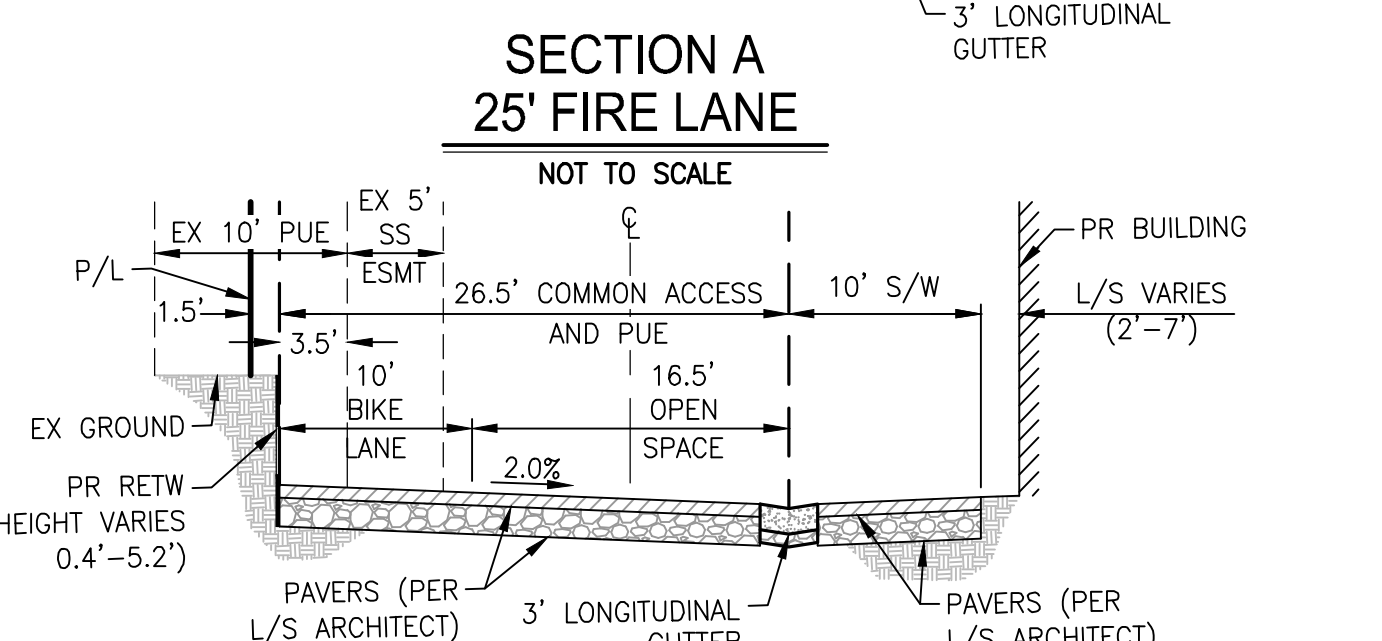 3' LONGITUDINAL
GUTTER
SECTION A
25' FIRE LANE
NOT TO SCALE
EX 10' PUE
EX 5'
SS
ESMT
℄
PR BUILDING
P/L
1.5'
26.5' COMMON ACCESS
AND PUE
10' S/W
L/S VARIES
(2'-7')
3.5'
10'
BIKE
LANE
16.5'
OPEN
SPACE
EX GROUND
2.0%
PR RETW
HEIGHT VARIES
0.4'-5.2')
PAVERS (PER
L/S ARCHITECT)
3' LONGITUDINAL
GUTTER
PAVERS (PER
L/S ARCHITECT)